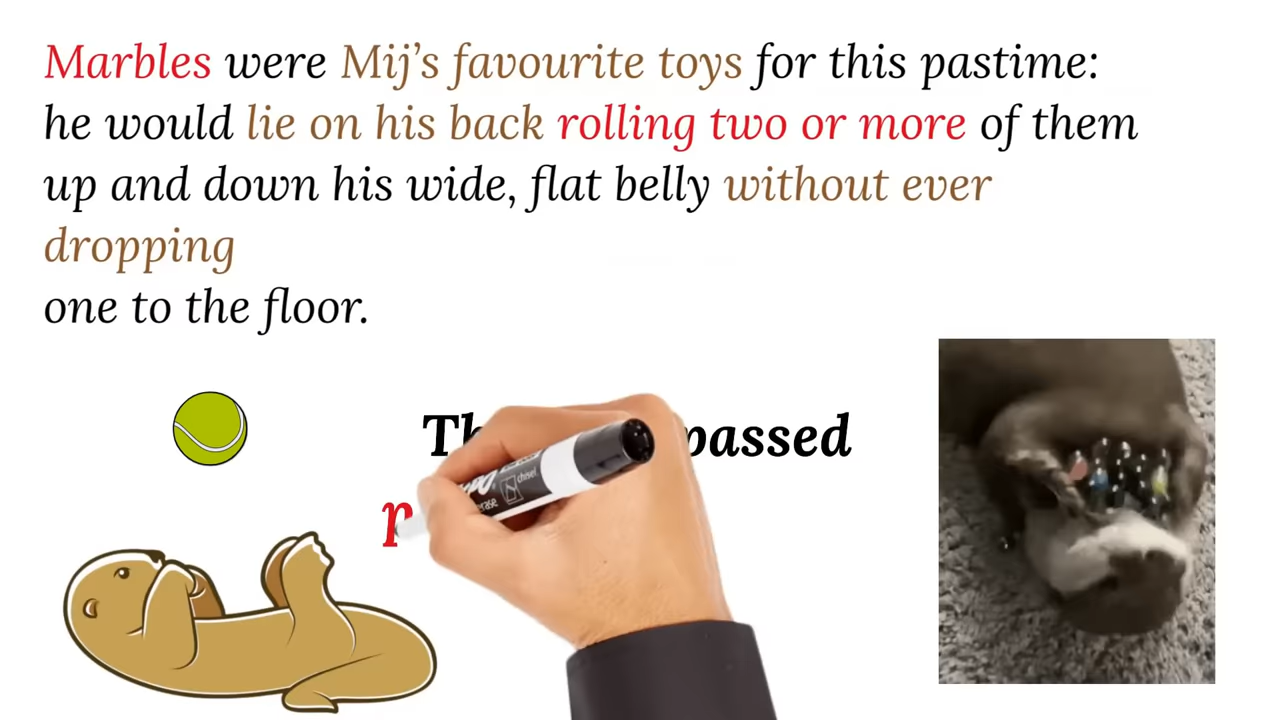 Marbles were Mij’s favourite toys for this pastime:
he would lie on his back rolling two or more of them
up and down his wide, flat belly without ever
dropping
one to the floor.
passed
chisel